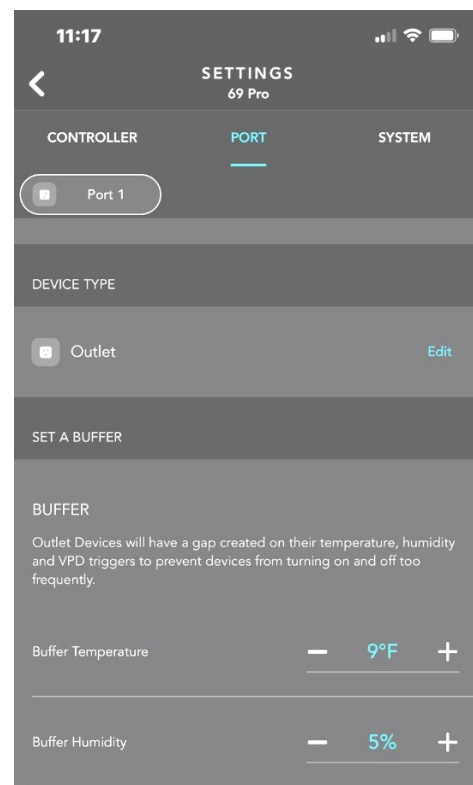 11:17
SETTINGS
69 Pro
CONTROLLER PORT SYSTEM
Port 1
DEVICE TYPE
Outlet Edit
SET A BUFFER
BUFFER
Outlet Devices will have a gap created on their temperature, humidity
and VPD triggers to prevent devices from turning on and off too
frequently.
Buffer Temperature — 9°F +
Buffer Humidity — 5% +